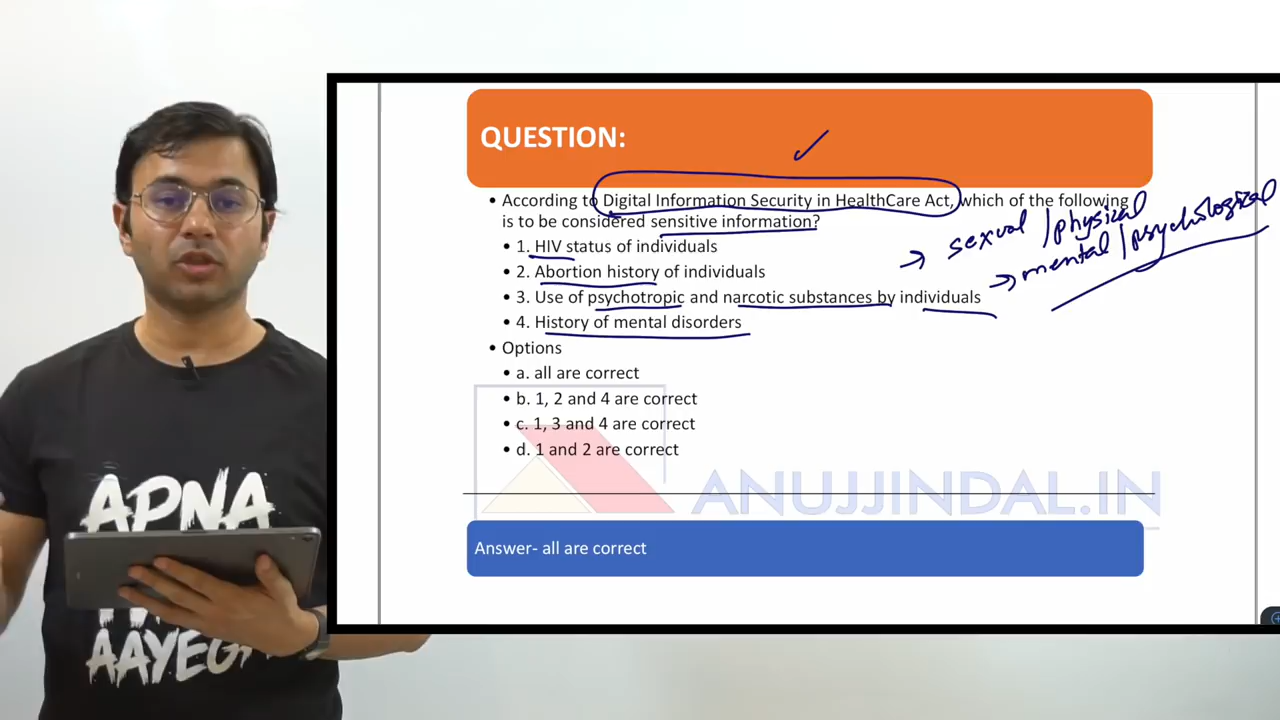 QUESTION:
• According to Digital Information Security in HealthCare Act, which of the following
is to be considered sensitive information?
• 1. HIV status of individuals
• 2. Abortion history of individuals
• 3. Use of psychotropic and narcotic substances by individuals
• 4. History of mental disorders
→ sexual / physical
→ mental / psychological
• Options
• a. all are correct
• b. 1, 2 and 4 are correct
• c. 1, 3 and 4 are correct
• d. 1 and 2 are correct
ANUJJINDAL.IN
Answer- all are correct
APNA
AAYEGA